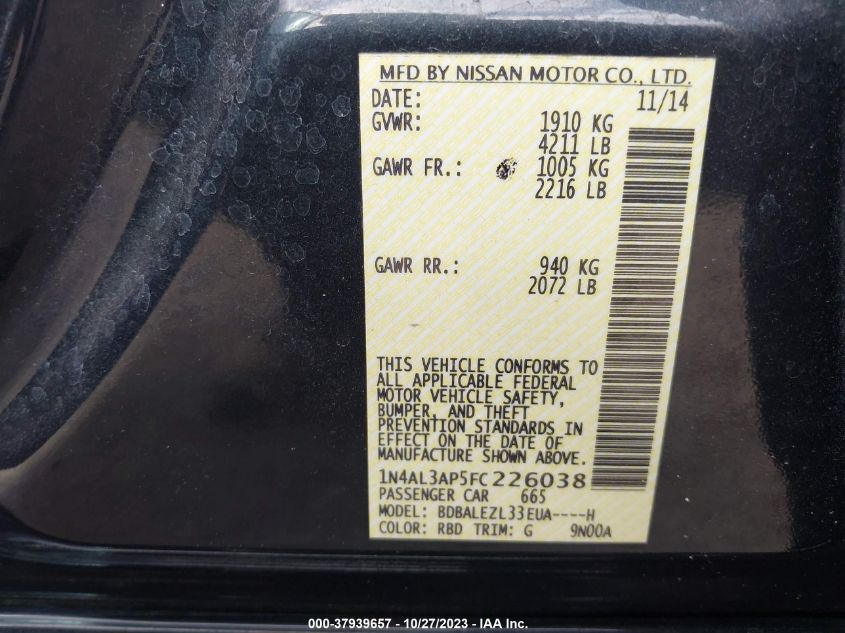 MFD BY NISSAN MOTOR CO., LTD.
DATE: 11/14
GVWR: 1910 KG
4211 LB
GAWR FR.: 1005 KG
2216 LB
GAWR RR.: 940 KG
2072 LB
THIS VEHICLE CONFORMS TO
ALL APPLICABLE FEDERAL
MOTOR VEHICLE SAFETY,
BUMPER, AND THEFT
PREVENTION STANDARDS IN
EFFECT ON THE DATE OF
MANUFACTURE SHOWN ABOVE.
1N4AL3AP5FC226038
PASSENGER CAR 665
MODEL: BDBALEZL33EUA----H
COLOR: RBD TRIM: G 9N00A
000-37939657 - 10/27/2023 - IAA Inc.